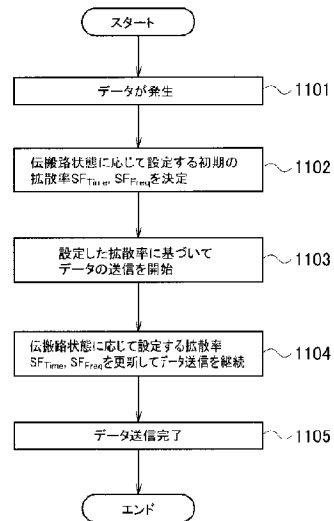 スタート
データが発生
1101
伝搬路状態に応じて設定する初期の
拡散率SFTime, SFFreqを決定
1102
設定した拡散率に基づいて
データの送信を開始
1103
伝搬路状態に応じて設定する拡散率
SFTime, SFFreqを更新してデータ送信を継続
1104
データ送信完了
1105
エンド